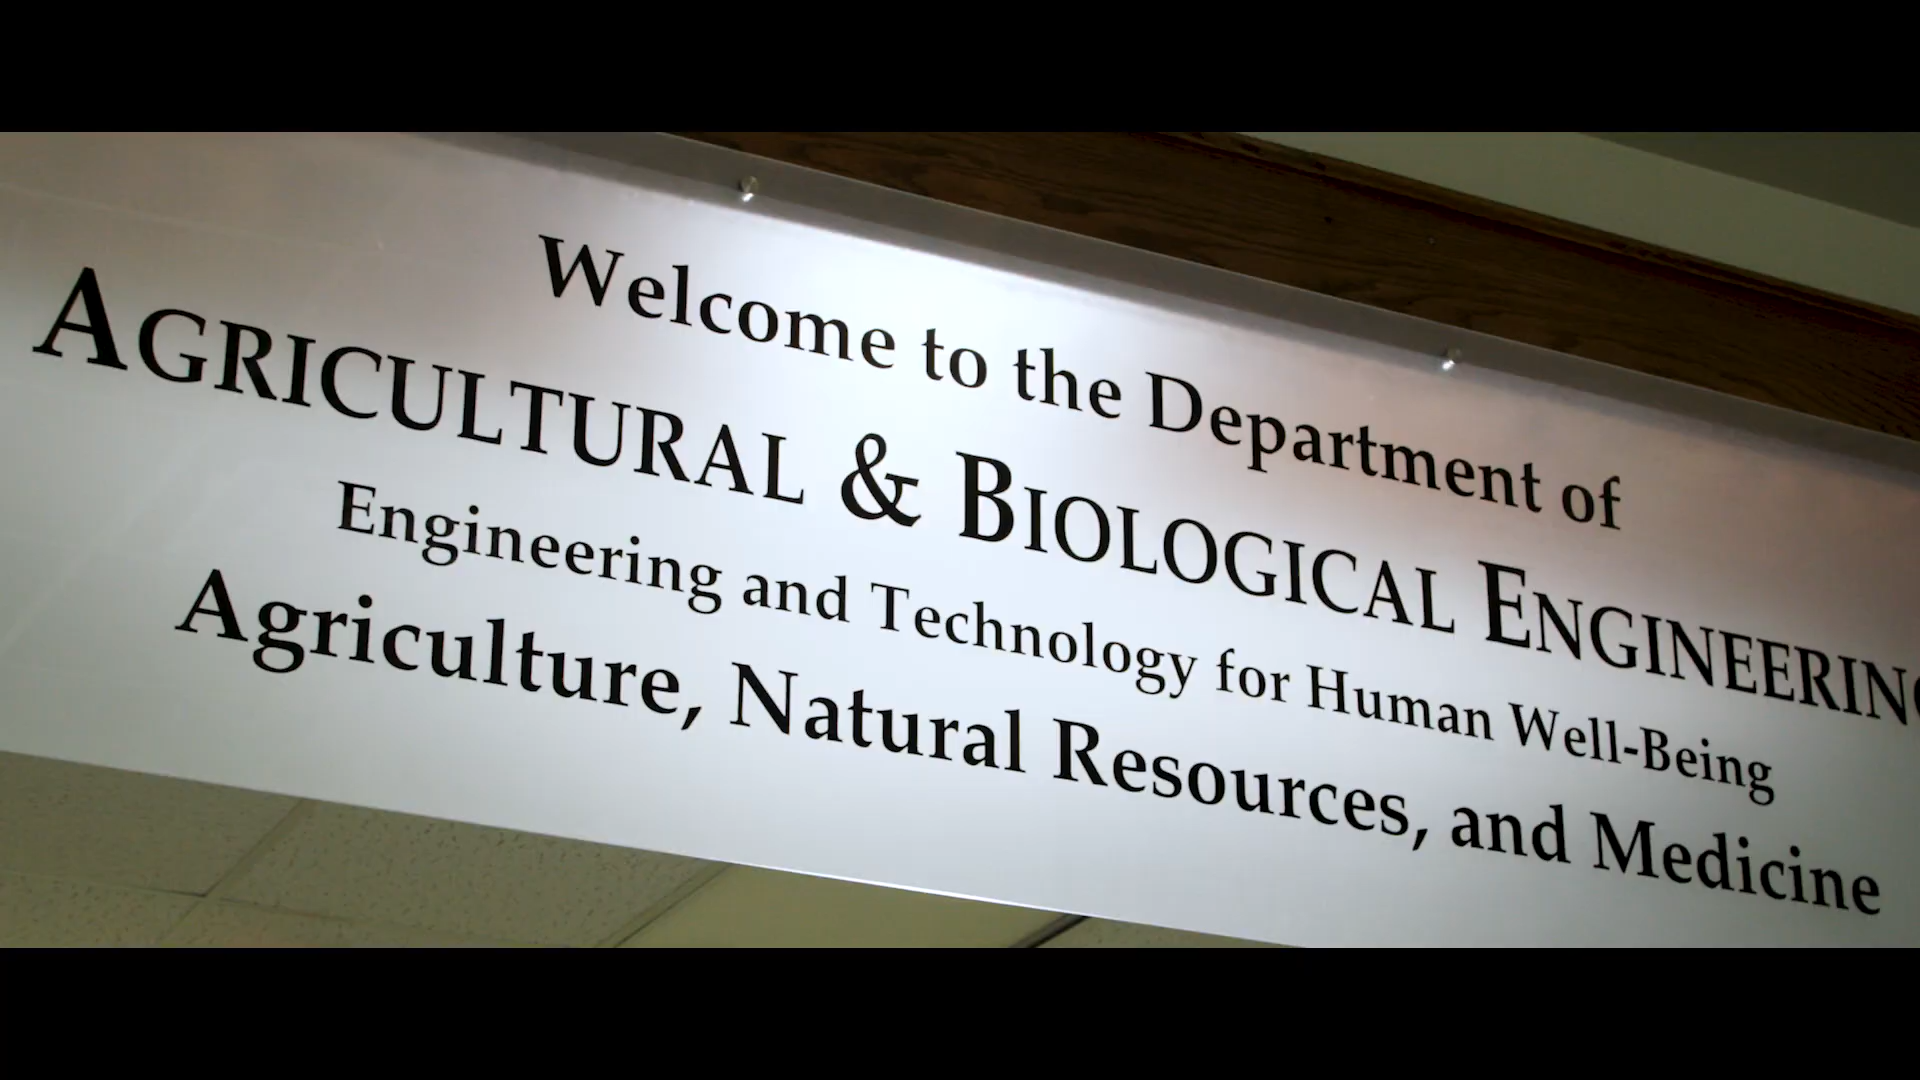 Welcome to the Department of
AGRICULTURAL & BIOLOGICAL ENGINEERING
Engineering and Technology for Human Well-Being
Agriculture, Natural Resources, and Medicine